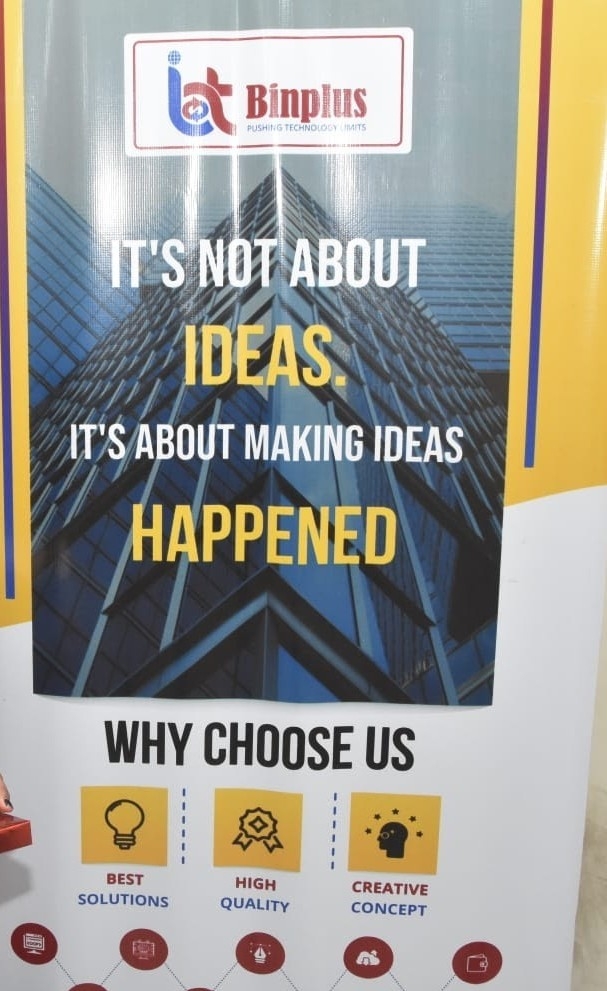 Binplus
PUSHING TECHNOLOGY LIMITS
IT'S NOT ABOUT
IDEAS.
IT'S ABOUT MAKING IDEAS
HAPPENED
WHY CHOOSE US
BEST
SOLUTIONS
HIGH
QUALITY
CREATIVE
CONCEPT